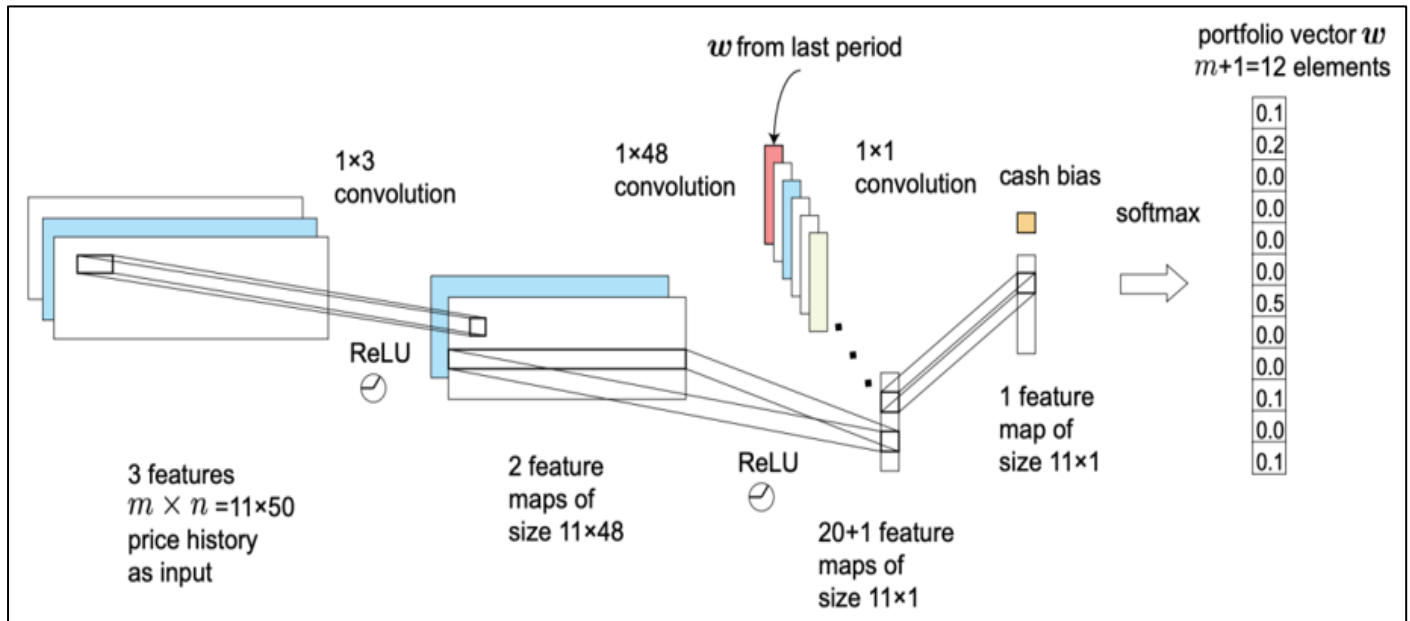 w from last period
portfolio vector w
m+1=12 elements
1×3
convolution
1×48
convolution
1×1
convolution
cash bias
softmax
0.1
0.2
0.0
0.0
0.0
0.0
0.5
0.0
0.0
0.1
0.0
0.1
ReLU
ReLU
3 features
m × n =11×50
price history
as input
2 feature
maps of
size 11×48
20+1 feature
maps of
size 11×1
1 feature
map of
size 11×1